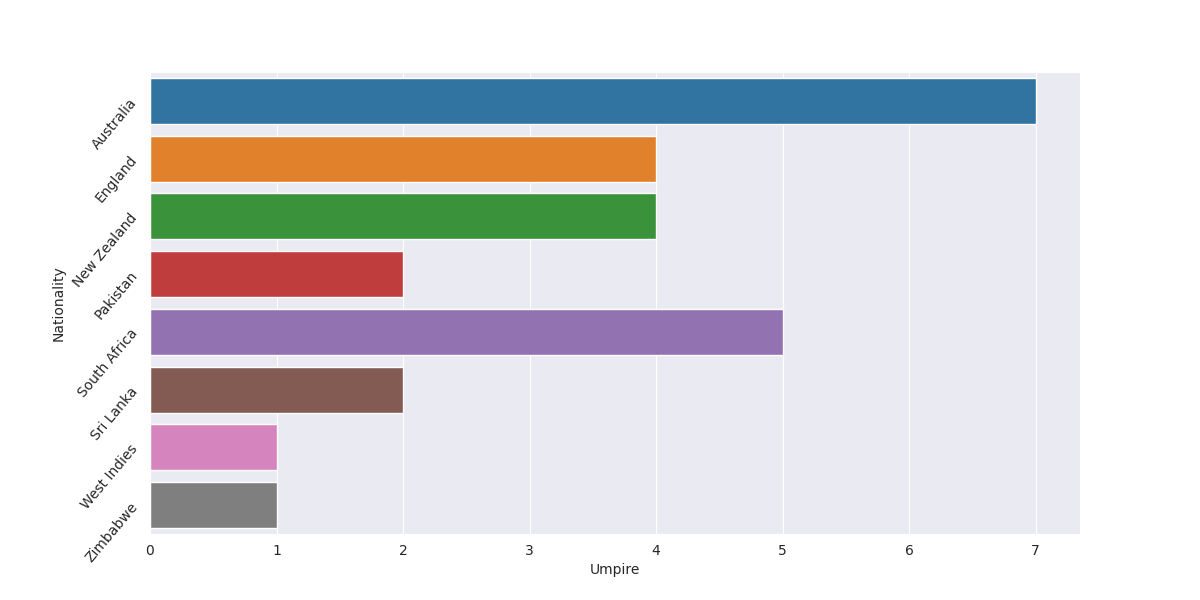 Nationality
Australia
England
New Zealand
Pakistan
South Africa
Sri Lanka
West Indies
Zimbabwe
0 1 2 3 4 5 6 7
Umpire